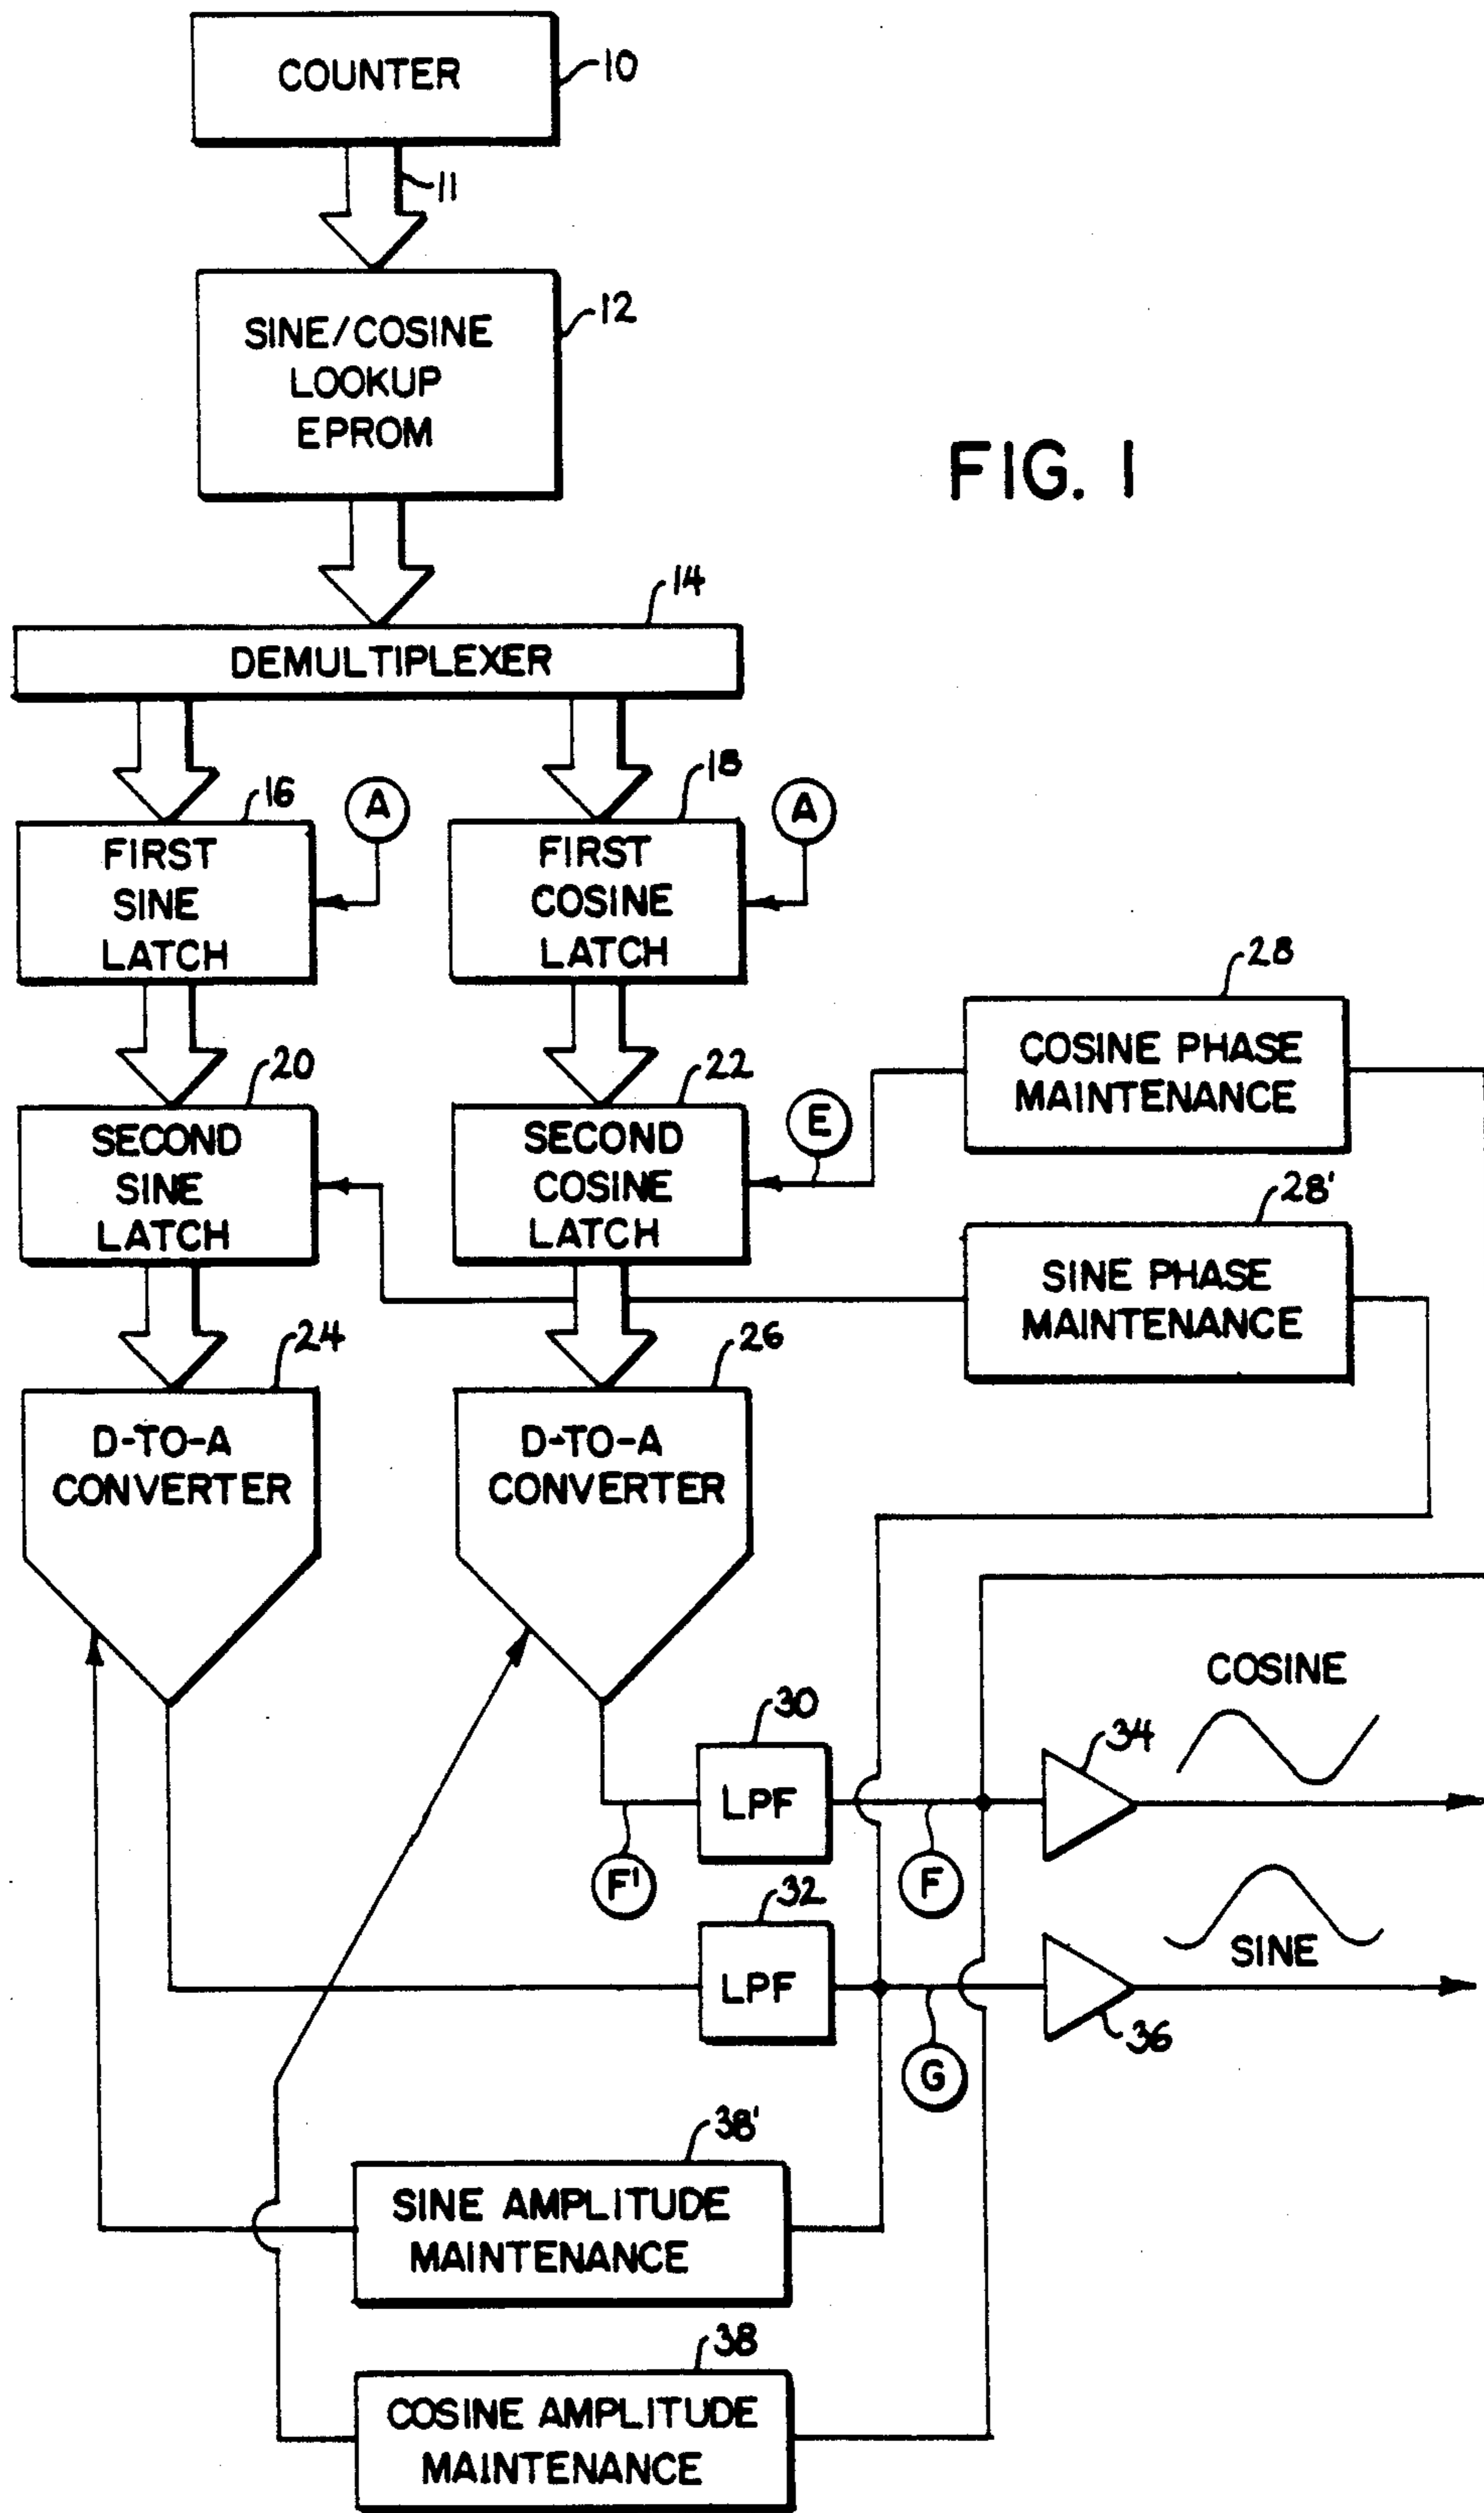 COUNTER
10
11
SINE/COSINE
LOOKUP
EPROM
12
FIG. 1
14
DEMULTIPLEXER
16
A
18
A
FIRST
SINE
LATCH
FIRST
COSINE
LATCH
28
COSINE PHASE
MAINTENANCE
20
22
E
SECOND
SINE
LATCH
SECOND
COSINE
LATCH
28'
SINE PHASE
MAINTENANCE
24
26
D-TO-A
CONVERTER
D-TO-A
CONVERTER
COSINE
30
34
LPF
F'
F
32
LPF
SINE
36
G
38'
SINE AMPLITUDE
MAINTENANCE
38
COSINE AMPLITUDE
MAINTENANCE